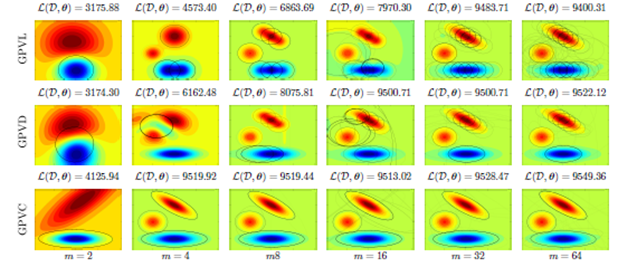 L(D, θ) = 3175.88 L(D, θ) = 4573.40 L(D, θ) = 6863.69 L(D, θ) = 7970.30 L(D, θ) = 9483.71 L(D, θ) = 9400.31
GPVL
L(D, θ) = 3174.30 L(D, θ) = 6162.48 L(D, θ) = 8075.81 L(D, θ) = 9500.71 L(D, θ) = 9500.71 L(D, θ) = 9522.12
GPVD
L(D, θ) = 4125.94 L(D, θ) = 9519.92 L(D, θ) = 9519.44 L(D, θ) = 9513.02 L(D, θ) = 9528.47 L(D, θ) = 9549.36
GPVC
m = 2 m = 4 m8 m = 16 m = 32 m = 64